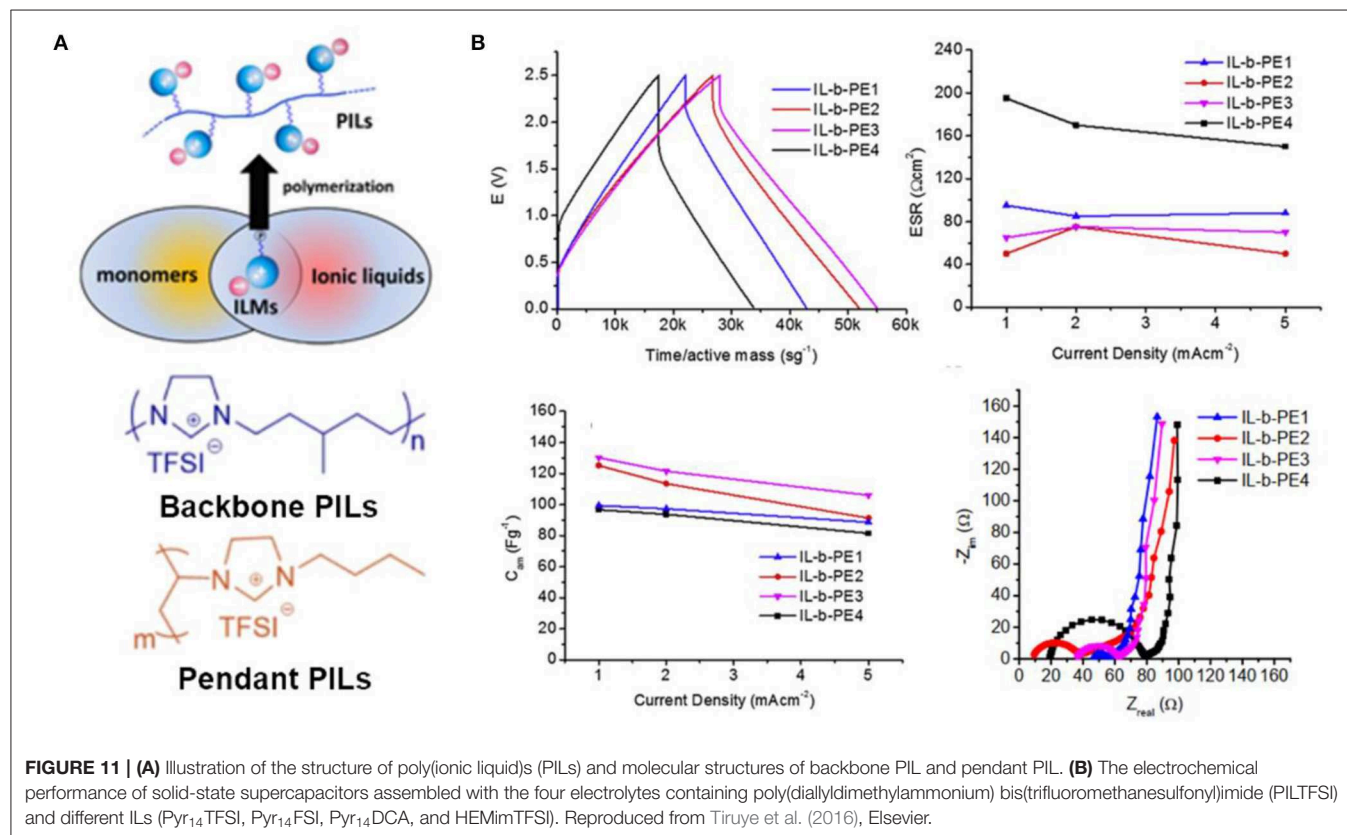 A
PILs
polymerization
monomers
Ionic liquids
ILMs
N
N
⊕
n
TFSI
⊖
Backbone PILs
N
N
⊕
TFSI
⊖
m
Pendant PILs
B
2.5
2.0
1.5
1.0
0.5
0.0
E (V)
IL-b-PE1
IL-b-PE2
IL-b-PE3
IL-b-PE4
0
10k
20k
30k
40k
50k
60k
Time/active mass (sg⁻¹)
240
200
160
120
80
40
0
ESR (Ωcm²)
IL-b-PE1
IL-b-PE2
IL-b-PE3
IL-b-PE4
1
2
3
4
5
Current Density (mAcm⁻²)
160
140
120
100
80
60
40
20
0
Cam (Fg⁻¹)
IL-b-PE1
IL-b-PE2
IL-b-PE3
IL-b-PE4
1
2
3
4
5
Current Density (mAcm⁻²)
160
140
120
100
80
60
40
20
0
-Zim (Ω)
IL-b-PE1
IL-b-PE2
IL-b-PE3
IL-b-PE4
0 20 40 60 80 100 120 140 160
Zreal (Ω)
FIGURE 11 | (A) Illustration of the structure of poly(ionic liquid)s (PILs) and molecular structures of backbone PIL and pendant PIL. (B) The electrochemical
performance of solid-state supercapacitors assembled with the four electrolytes containing poly(diallyldimethylammonium) bis(trifluoromethanesulfonyl)imide (PILTFSI)
and different ILs (Pyr₁₄TFSI, Pyr₁₄FSI, Pyr₁₄DCA, and HEMimTFSI). Reproduced from Tiruye et al. (2016), Elsevier.